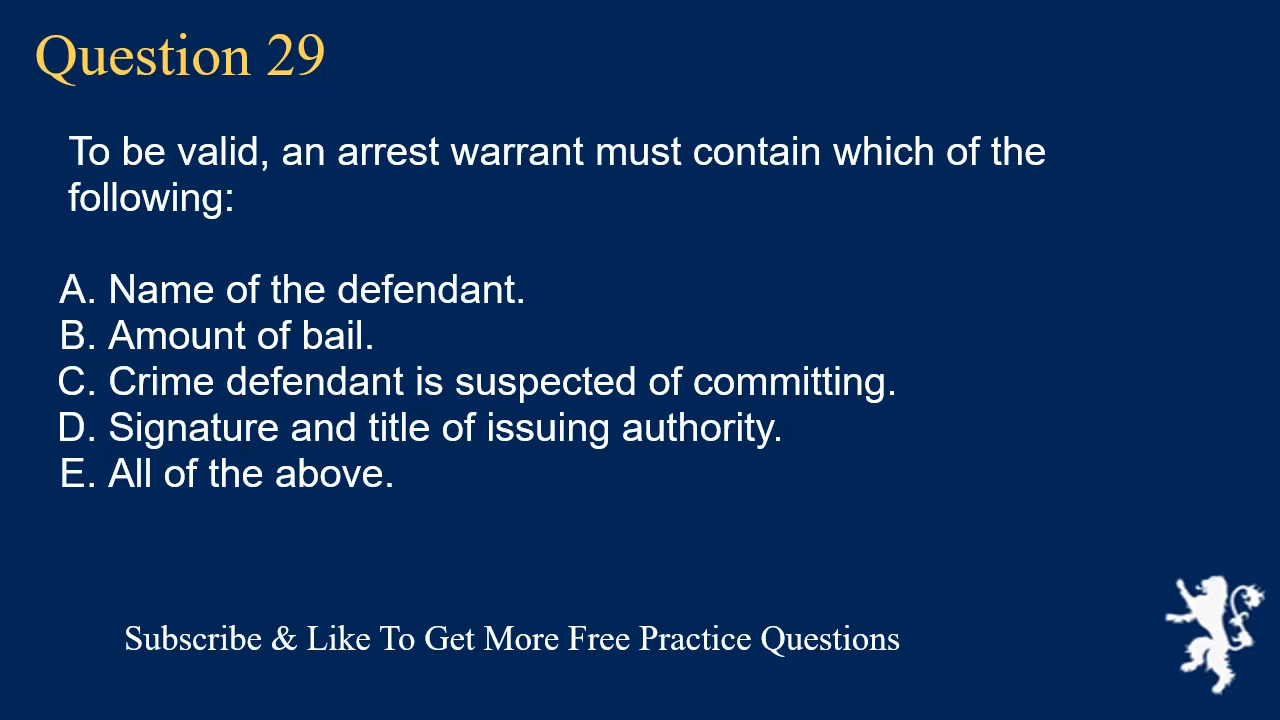 Question 29
To be valid, an arrest warrant must contain which of the
following:
A. Name of the defendant.
B. Amount of bail.
C. Crime defendant is suspected of committing.
D. Signature and title of issuing authority.
E. All of the above.
Subscribe & Like To Get More Free Practice Questions